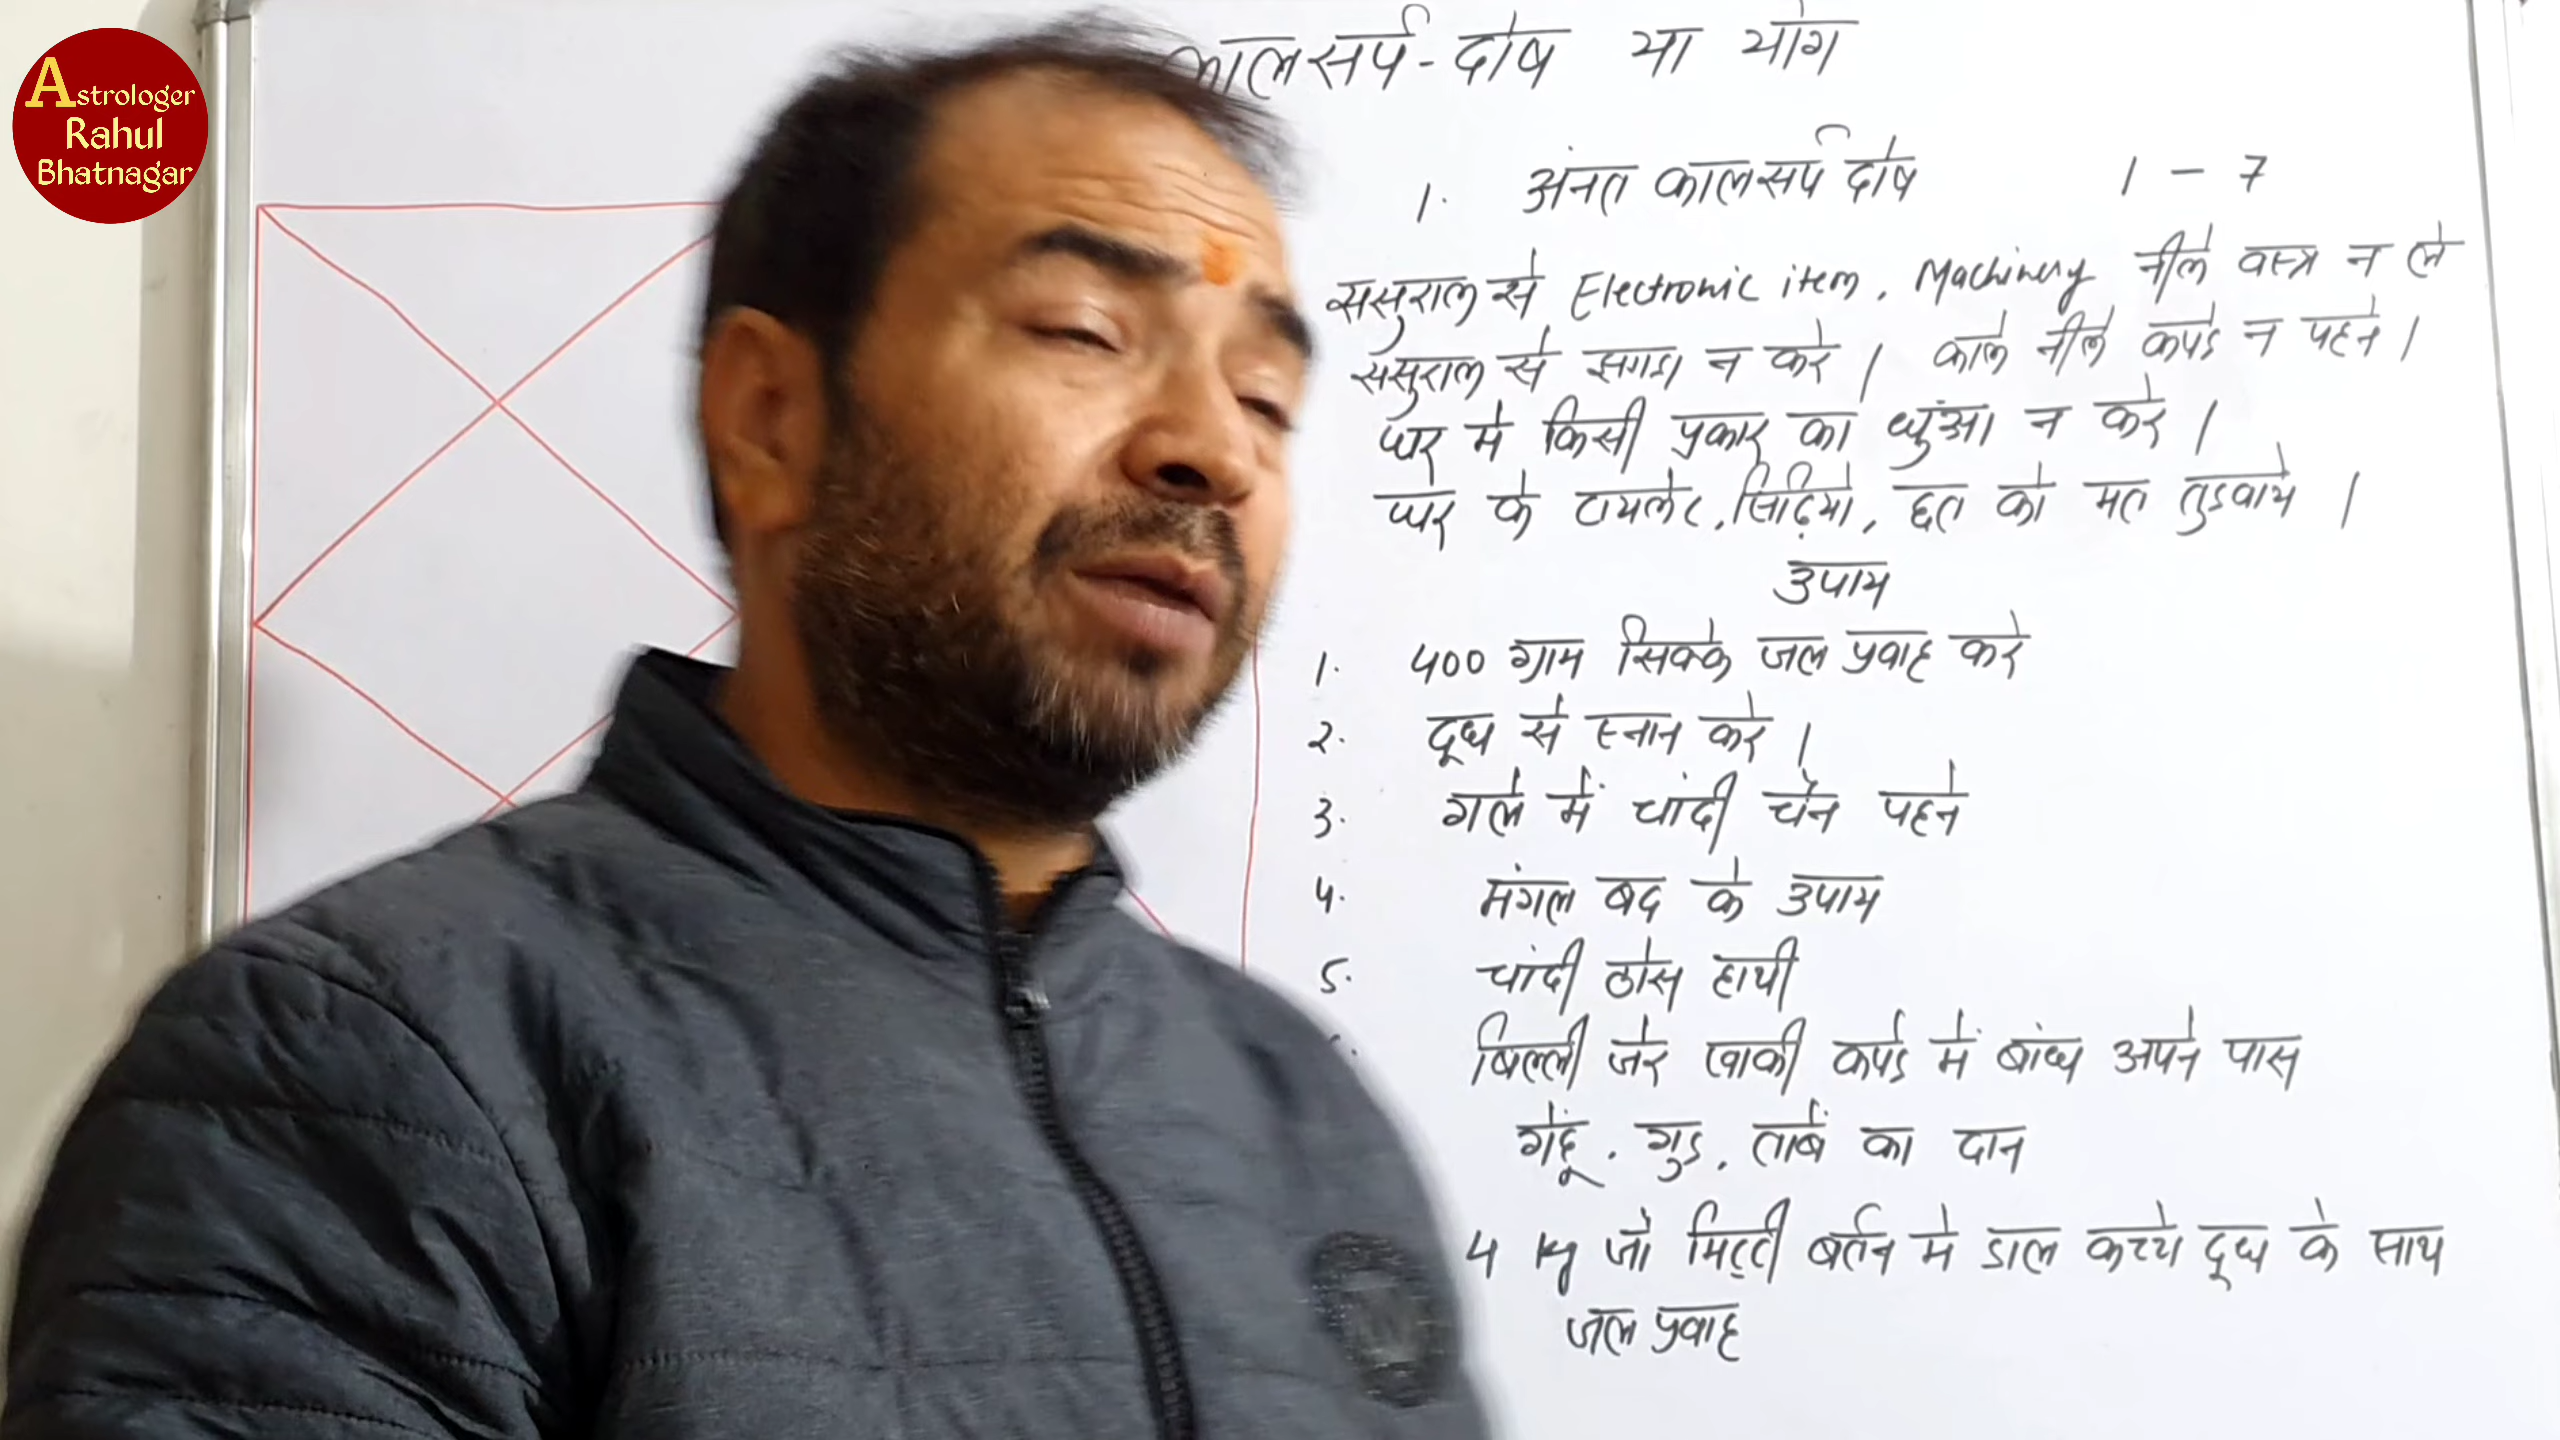 Astrologer
Rahul
Bhatnagar
कालसर्प - दोष या योग
1. अंनत कालसर्प दोष 1 - 7
ससुराल से Electronic item, Machinery नीले वस्त्र न ले
ससुराल से झगडा न करे । काले नीले कपडे न पहने ।
घर मे किसी प्रकार का धुंआ न करे ।
घर के टायलेट, सिढ़ियो, छत को मत तुडवाये ।
उपाय
1. 400 ग्राम सिक्के जल प्रवाह करे
2. दूध से स्नान करे ।
3. गले में चांदी चैन पहने
4. मंगल बद के उपाय
5. चांदी ठोस हाथी
बिल्ली जेर खाकी कपडे में बांध अपने पास
गेहूं, गुड, ताबें का दान
4 kg जौ मिट्टी बर्तन मे डाल कच्चे दूध के साथ
जल प्रवाह